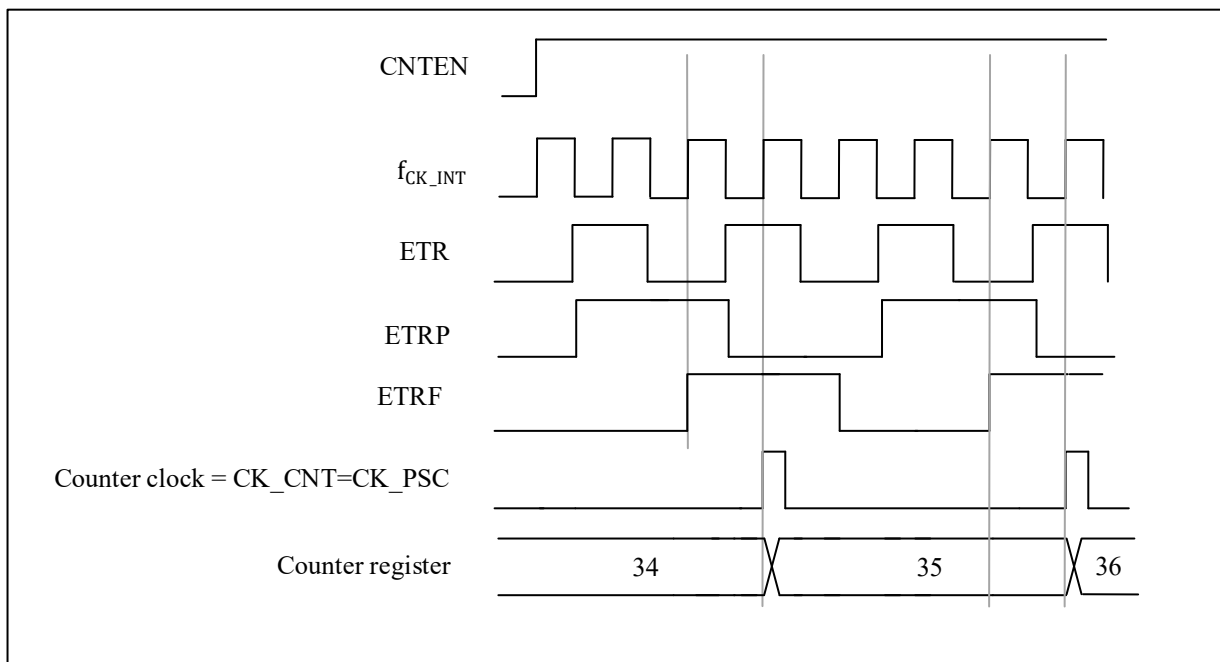 CNTEN
fCK_INT
ETR
ETRP
ETRF
Counter clock = CK_CNT=CK_PSC
Counter register 34 35 36